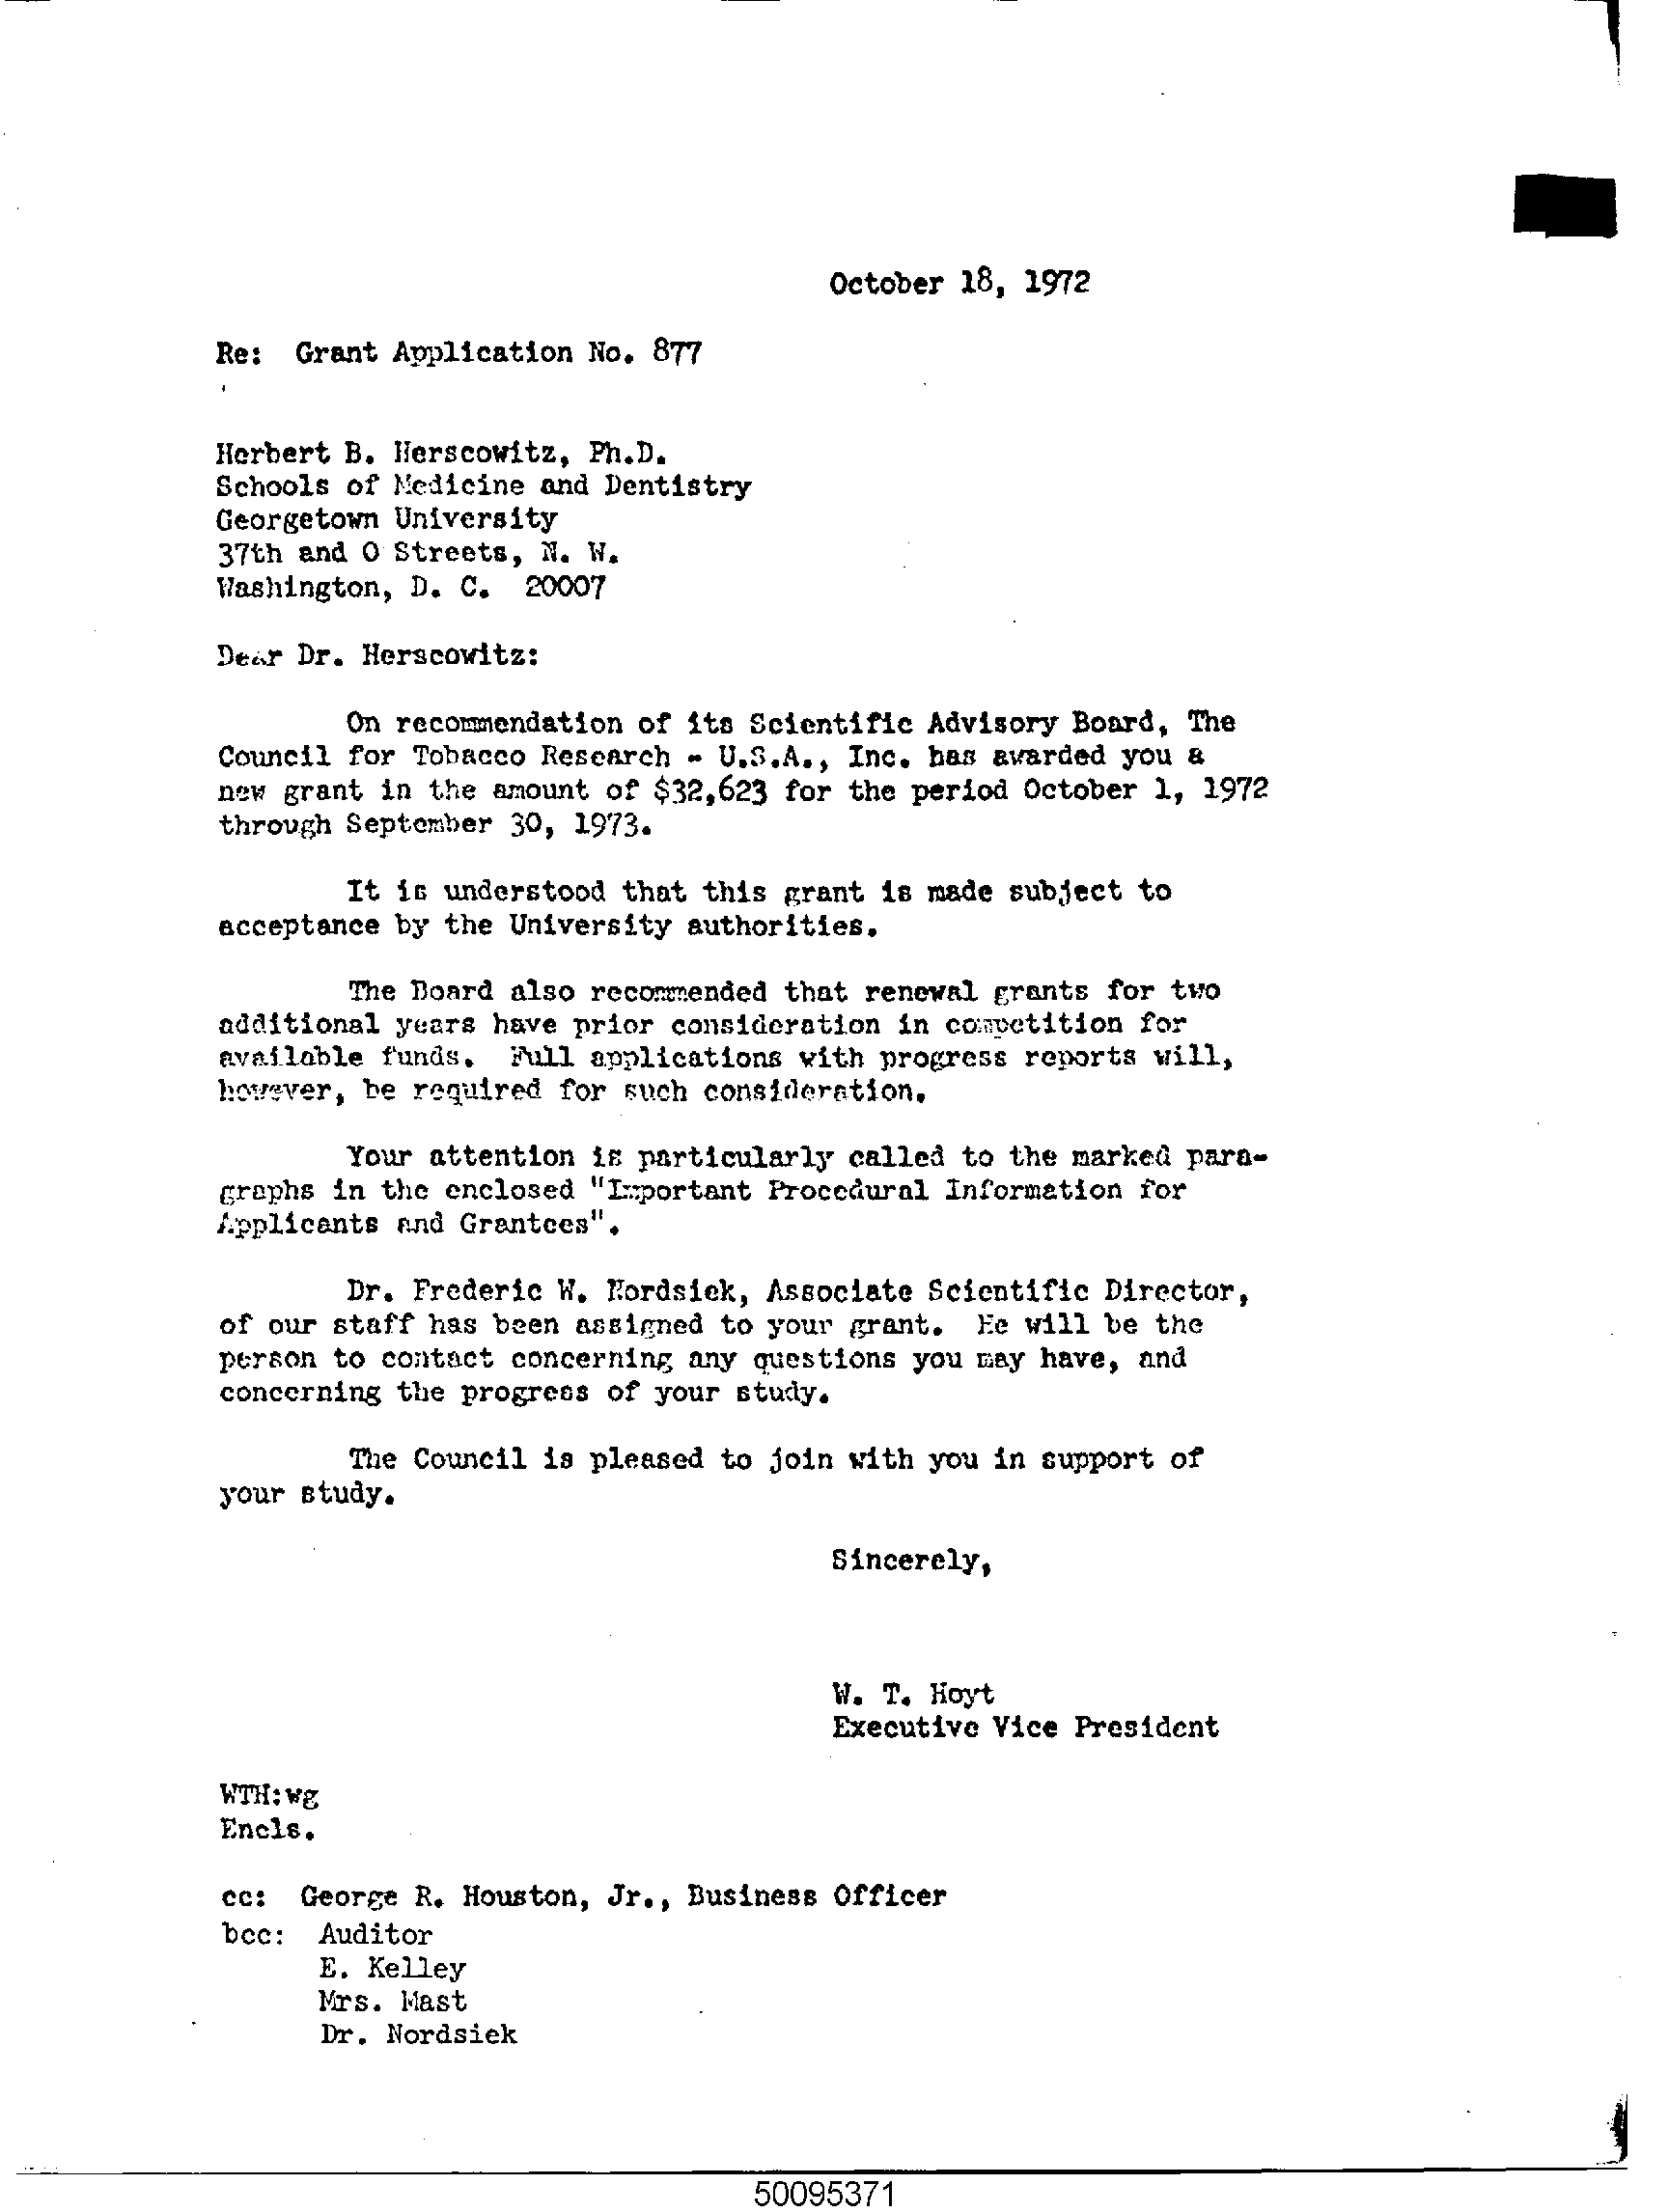 October 18, 1972
Re: Grant Application No. 877
Herbert B. Herscowitz, Ph.D.
Schools of Medicine and Dentistry
Georgetown University
37th and O Streets, N. W.
Washington, D. C. 20007
Dear Dr. Herscowitz:
On recommendation of its Scientific Advisory Board, The
Council for Tobacco Research - U.S.A., Inc. has awarded you a
new grant in the amount of $32,623 for the period October 1, 1972
through September 30, 1973.
It is understood that this grant is made subject to
acceptance by the University authorities.
The Board also recommended that renewal grants for two
additional years have prior consideration in competition for
available funds. Full applications with progress reports will,
however, be required for such consideration.
Your attention is particularly called to the marked para-
graphs in the enclosed "Important Procedural Information for
Applicants and Grantees".
Dr. Frederic W. Nordsiek, Associate Scientific Director,
of our staff has been assigned to your grant. He will be the
person to contact concerning any questions you may have, and
concerning the progress of your study.
The Council is pleased to join with you in support of
your study.
Sincerely,
W. T. Hoyt
Executive Vice President
WTH:wg
Encls.
cc: George R. Houston, Jr., Business Officer
bcc: Auditor
E. Kelley
Mrs. Mast
Dr. Nordsiek
50095371